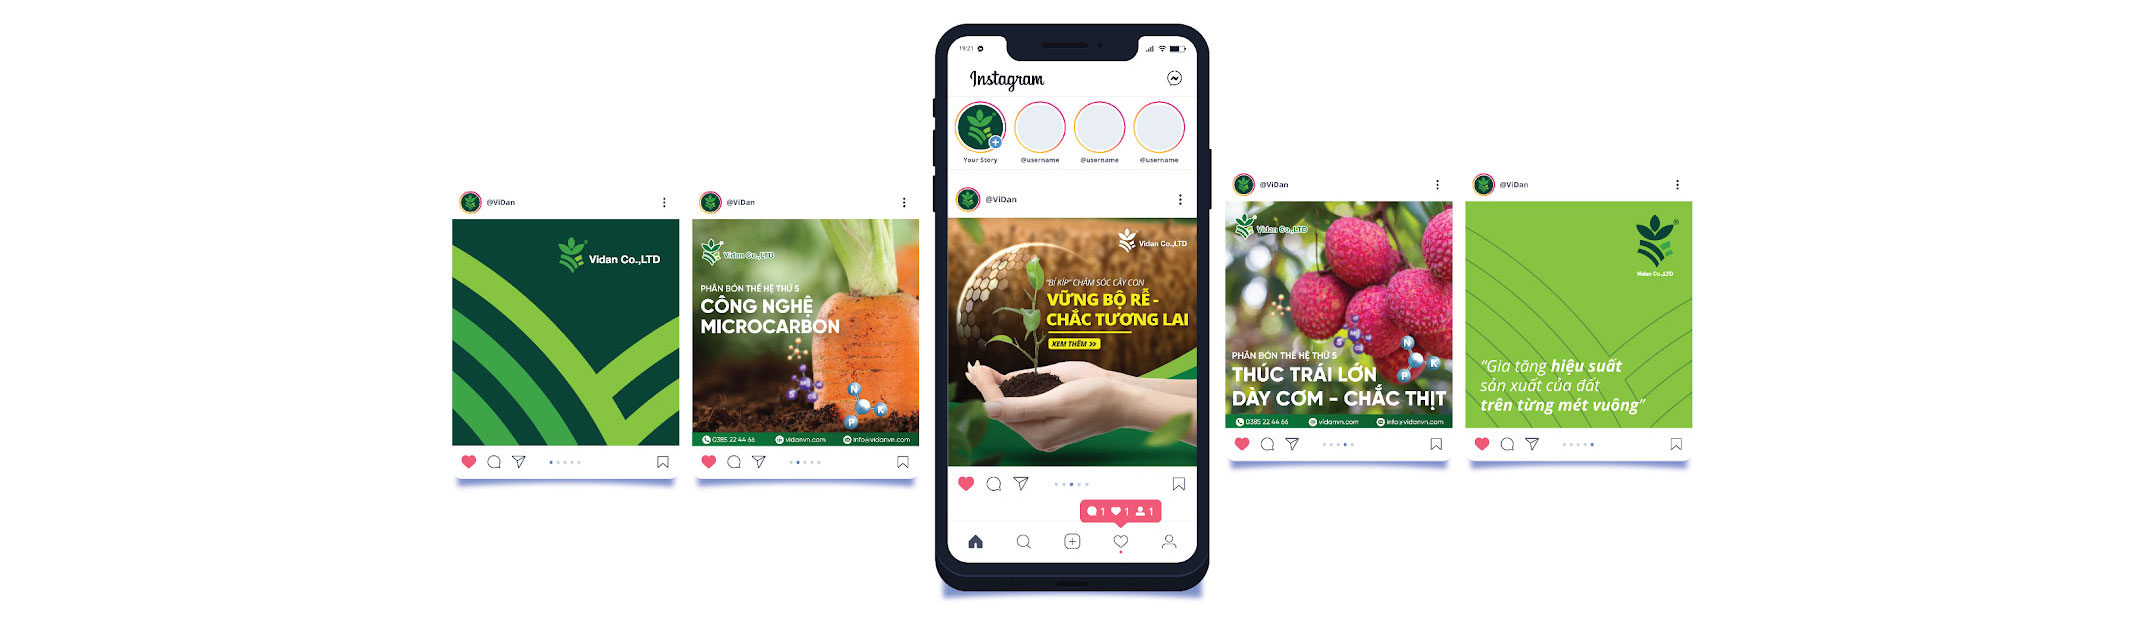 @ViDan
Vidan Co.,LTD
@ViDan
Vidan Co.,LTD
PHÂN BÓN THẾ HỆ THỨ 5
CÔNG NGHỆ
MICROCARBON
N
K
P
0385 22 44 66
vidanvn.com
info@vidanvn.com
19:21
Instagram
Your Story
@username
@username
@username
@ViDan
Vidan Co.,LTD
"BÍ KÍP" CHĂM SÓC CÂY CON
VỮNG BỘ RỄ -
CHẮC TƯƠNG LAI
XEM THÊM >>
1 1 1
@ViDan
Vidan Co.,LTD
PHÂN BÓN THẾ HỆ THỨ 5
THÚC TRÁI LỚN
DÀY CƠM - CHẮC THỊT
N
K
P
0385 22 44 66
vidanvn.com
info@vidanvn.com
@ViDan
Vidan Co.,LTD
"Gia tăng hiệu suất
sản xuất của đất
trên từng mét vuông"